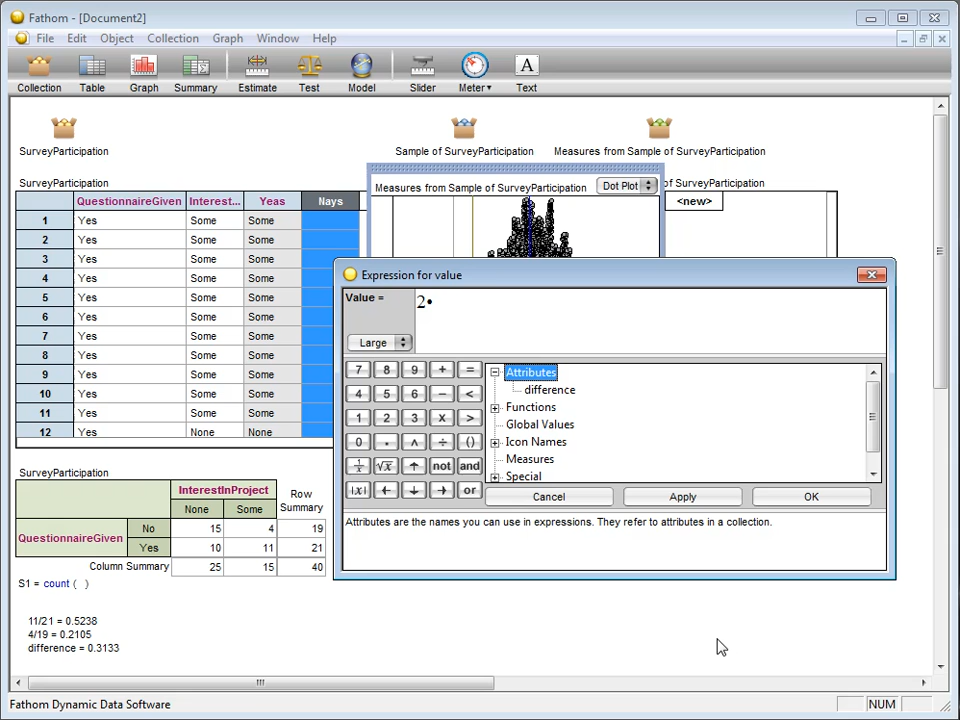 Fathom - [Document2]
File Edit Object Collection Graph Window Help
Collection Table Graph Summary Estimate Test Model Slider Meter▾ Text
A
SurveyParticipation
Sample of SurveyParticipation
Measures from Sample of SurveyParticipation
SurveyParticipation
QuestionnaireGiven Interest... Yeas Nays
1 Yes Some Some
2 Yes Some Some
3 Yes Some Some
4 Yes Some Some
5 Yes Some Some
6 Yes Some Some
7 Yes Some Some
8 Yes Some Some
9 Yes Some Some
10 Yes Some Some
11 Yes Some Some
12 Yes None None
Measures from Sample of SurveyParticipation Dot Plot
of SurveyParticipation
<new>
Expression for value
Value = 2•
Large
7 8 9 + =
4 5 6 − <
1 2 3 x >
0 . ^ ÷ ()
1/x √x ↑ not and
|x| ← ↓ → or
Attributes
difference
Functions
Global Values
Icon Names
Measures
Special
Cancel Apply OK
Attributes are the names you can use in expressions. They refer to attributes in a collection.
SurveyParticipation
InterestInProject Row Summary
None Some
QuestionnaireGiven No 15 4 19
Yes 10 11 21
Column Summary 25 15 40
S1 = count ( )
11/21 = 0.5238
4/19 = 0.2105
difference = 0.3133
Fathom Dynamic Data Software NUM